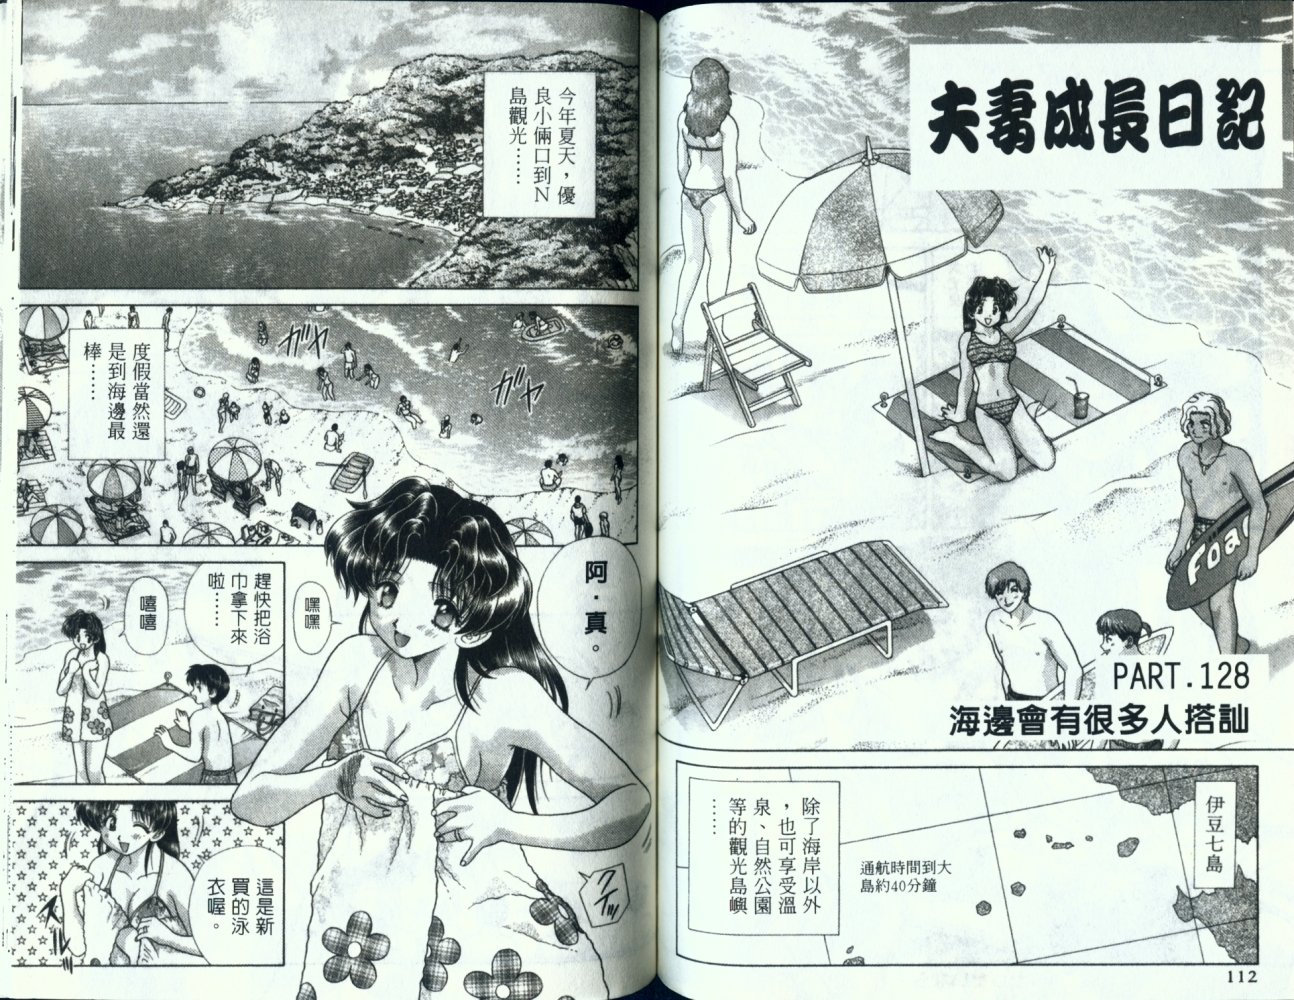 夫妻成長日記
Foa
PART.128
海邊會有很多人搭訕
伊豆七島
通航時間到大
島約40分鐘
除了海岸以外
，也可享受溫
泉、自然公園
等的觀光島嶼
……
112
今年夏天，優
良小倆口到N
島觀光……
度假當然還
是到海邊最
棒……
ガヤ
ガヤ
阿．真。
嘿嘿
趕快把浴
巾拿下來
啦……
嘻嘻
這是新
買的泳
衣喔。